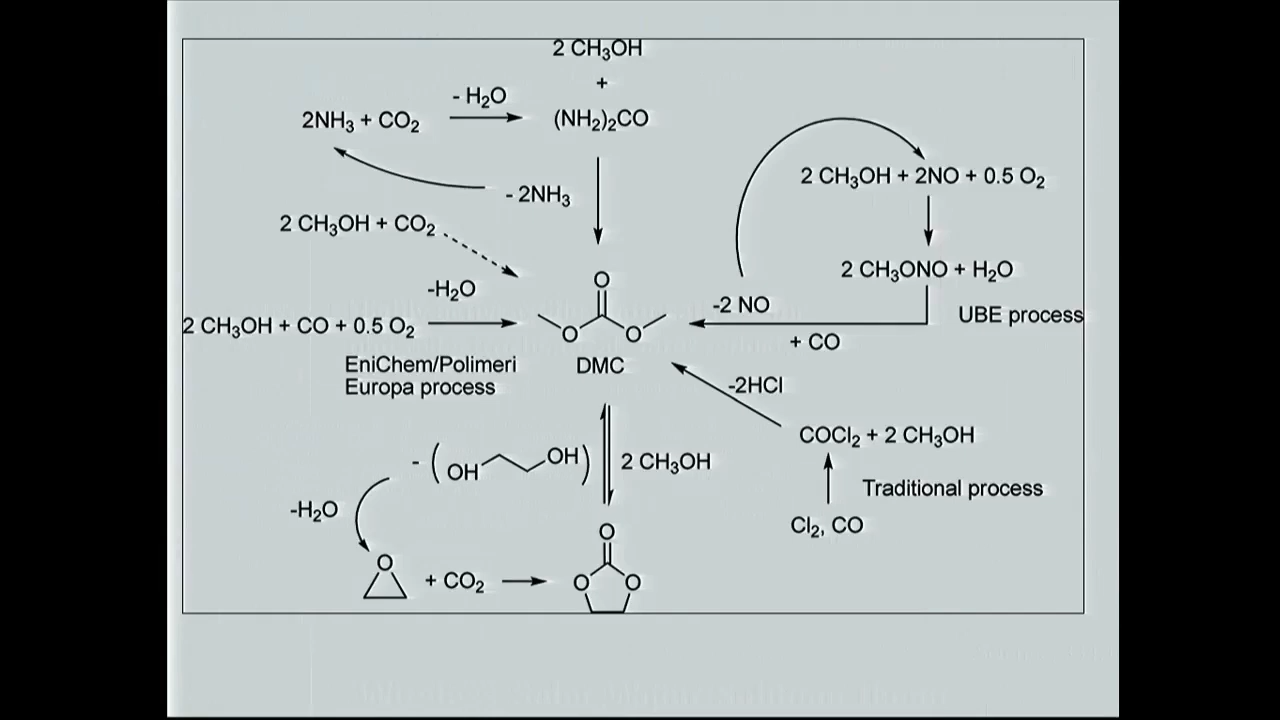 2 CH₃OH
+
(NH₂)₂CO
2NH₃ + CO₂
- H₂O
- 2NH₃
2 CH₃OH + CO₂
-H₂O
2 CH₃OH + CO + 0.5 O₂
EniChem/Polimeri
Europa process
O
O
O
DMC
2 CH₃OH + 2NO + 0.5 O₂
2 CH₃ONO + H₂O
-2 NO
+ CO
UBE process
-2HCl
COCl₂ + 2 CH₃OH
Traditional process
Cl₂, CO
- ( OH OH )
2 CH₃OH
-H₂O
O
+ CO₂
O
O
O